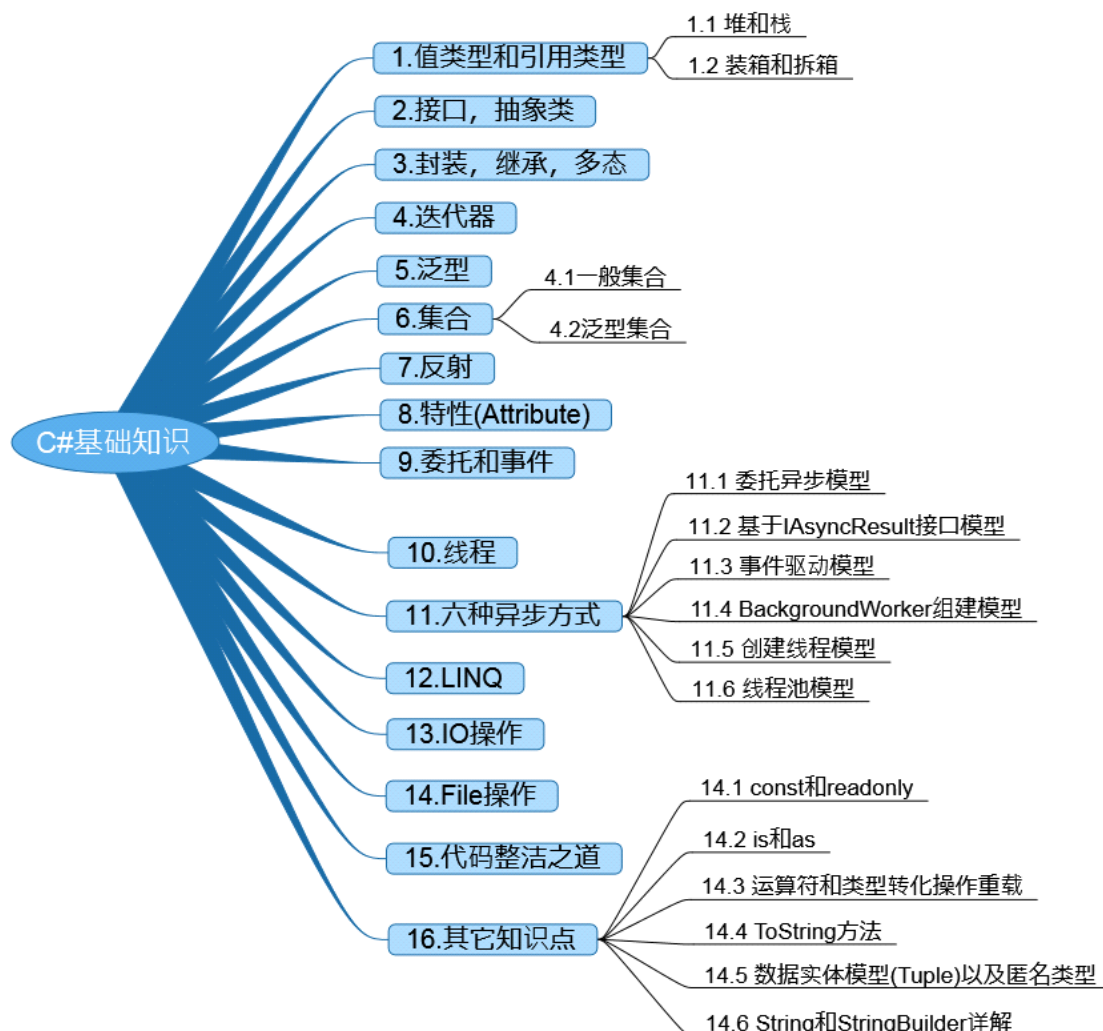 C#基础知识
1.值类型和引用类型
1.1 堆和栈
1.2 装箱和拆箱
2.接口，抽象类
3.封装，继承，多态
4.迭代器
5.泛型
6.集合
4.1一般集合
4.2泛型集合
7.反射
8.特性(Attribute)
9.委托和事件
10.线程
11.六种异步方式
11.1 委托异步模型
11.2 基于IAsyncResult接口模型
11.3 事件驱动模型
11.4 BackgroundWorker组建模型
11.5 创建线程模型
11.6 线程池模型
12.LINQ
13.IO操作
14.File操作
15.代码整洁之道
16.其它知识点
14.1 const和readonly
14.2 is和as
14.3 运算符和类型转化操作重载
14.4 ToString方法
14.5 数据实体模型(Tuple)以及匿名类型
14.6 String和StringBuilder详解